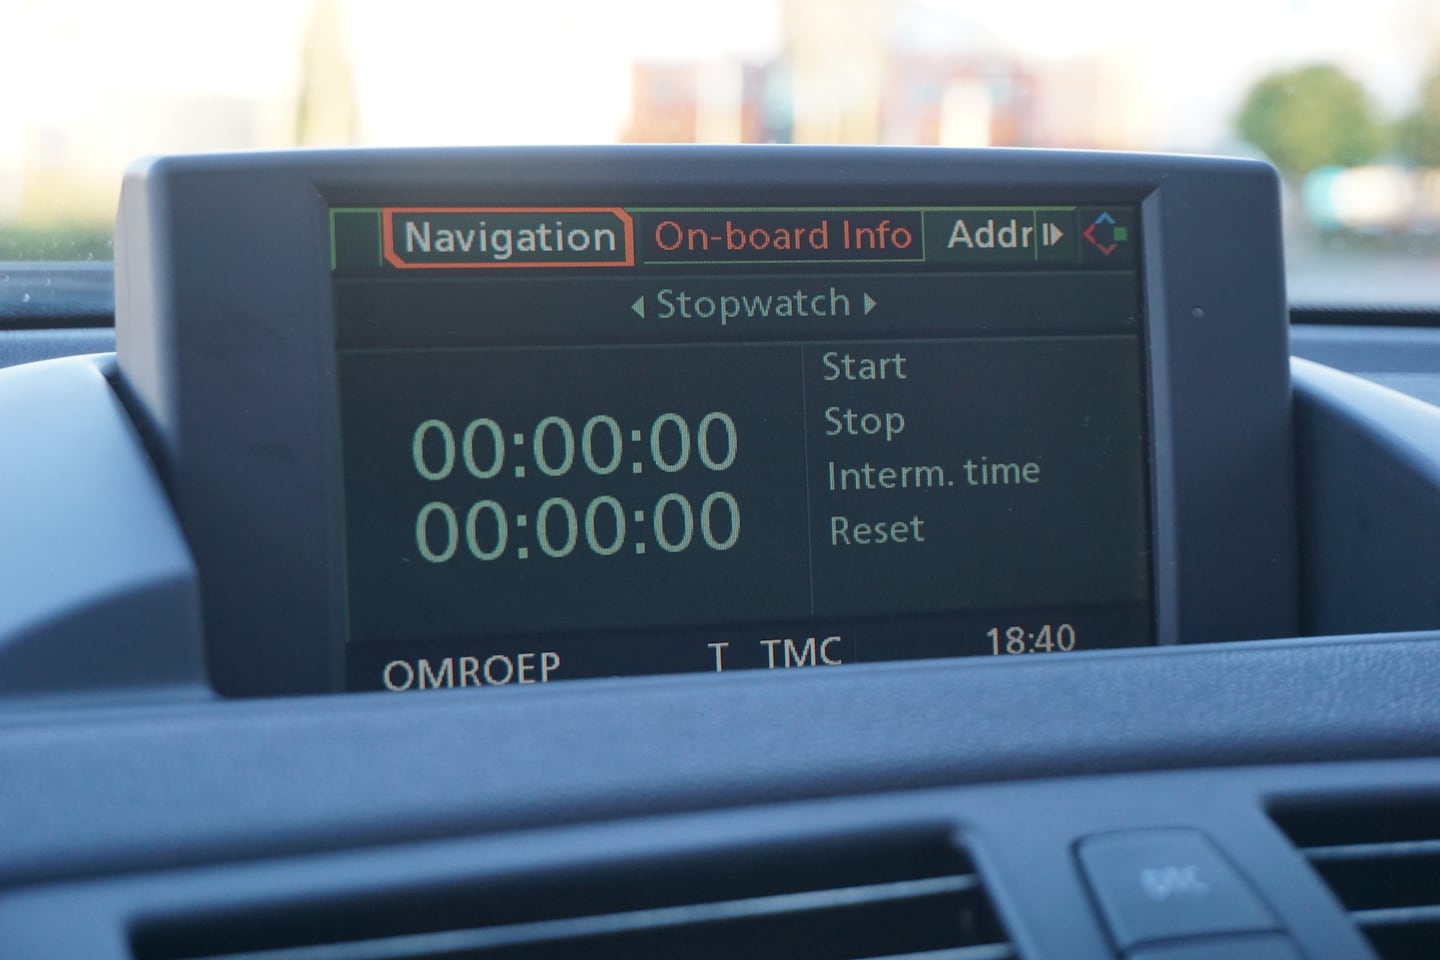 Navigation On-board Info Addr
Stopwatch
Start
Stop
Interm. time
Reset
00:00:00
00:00:00
OMROEP T TMC 18:40